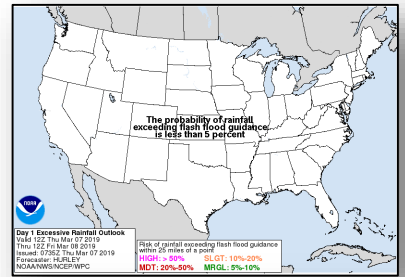 The probability of rainfall
exceeding flash flood guidance
is less than 5 percent
NOAA
Day 1 Excessive Rainfall Outlook
Valid 12Z Thu Mar 07 2019
Thru 12Z Fri Mar 08 2019
Issued: 0735Z Thu Mar 07 2019
Forecaster: HURLEY
NOAA/NWS/NCEP/WPC
Risk of rainfall exceeding flash flood guidance
within 25 miles of a point
HIGH: > 50% SLGT: 10%-20%
MDT: 20%-50% MRGL: 5%-10%